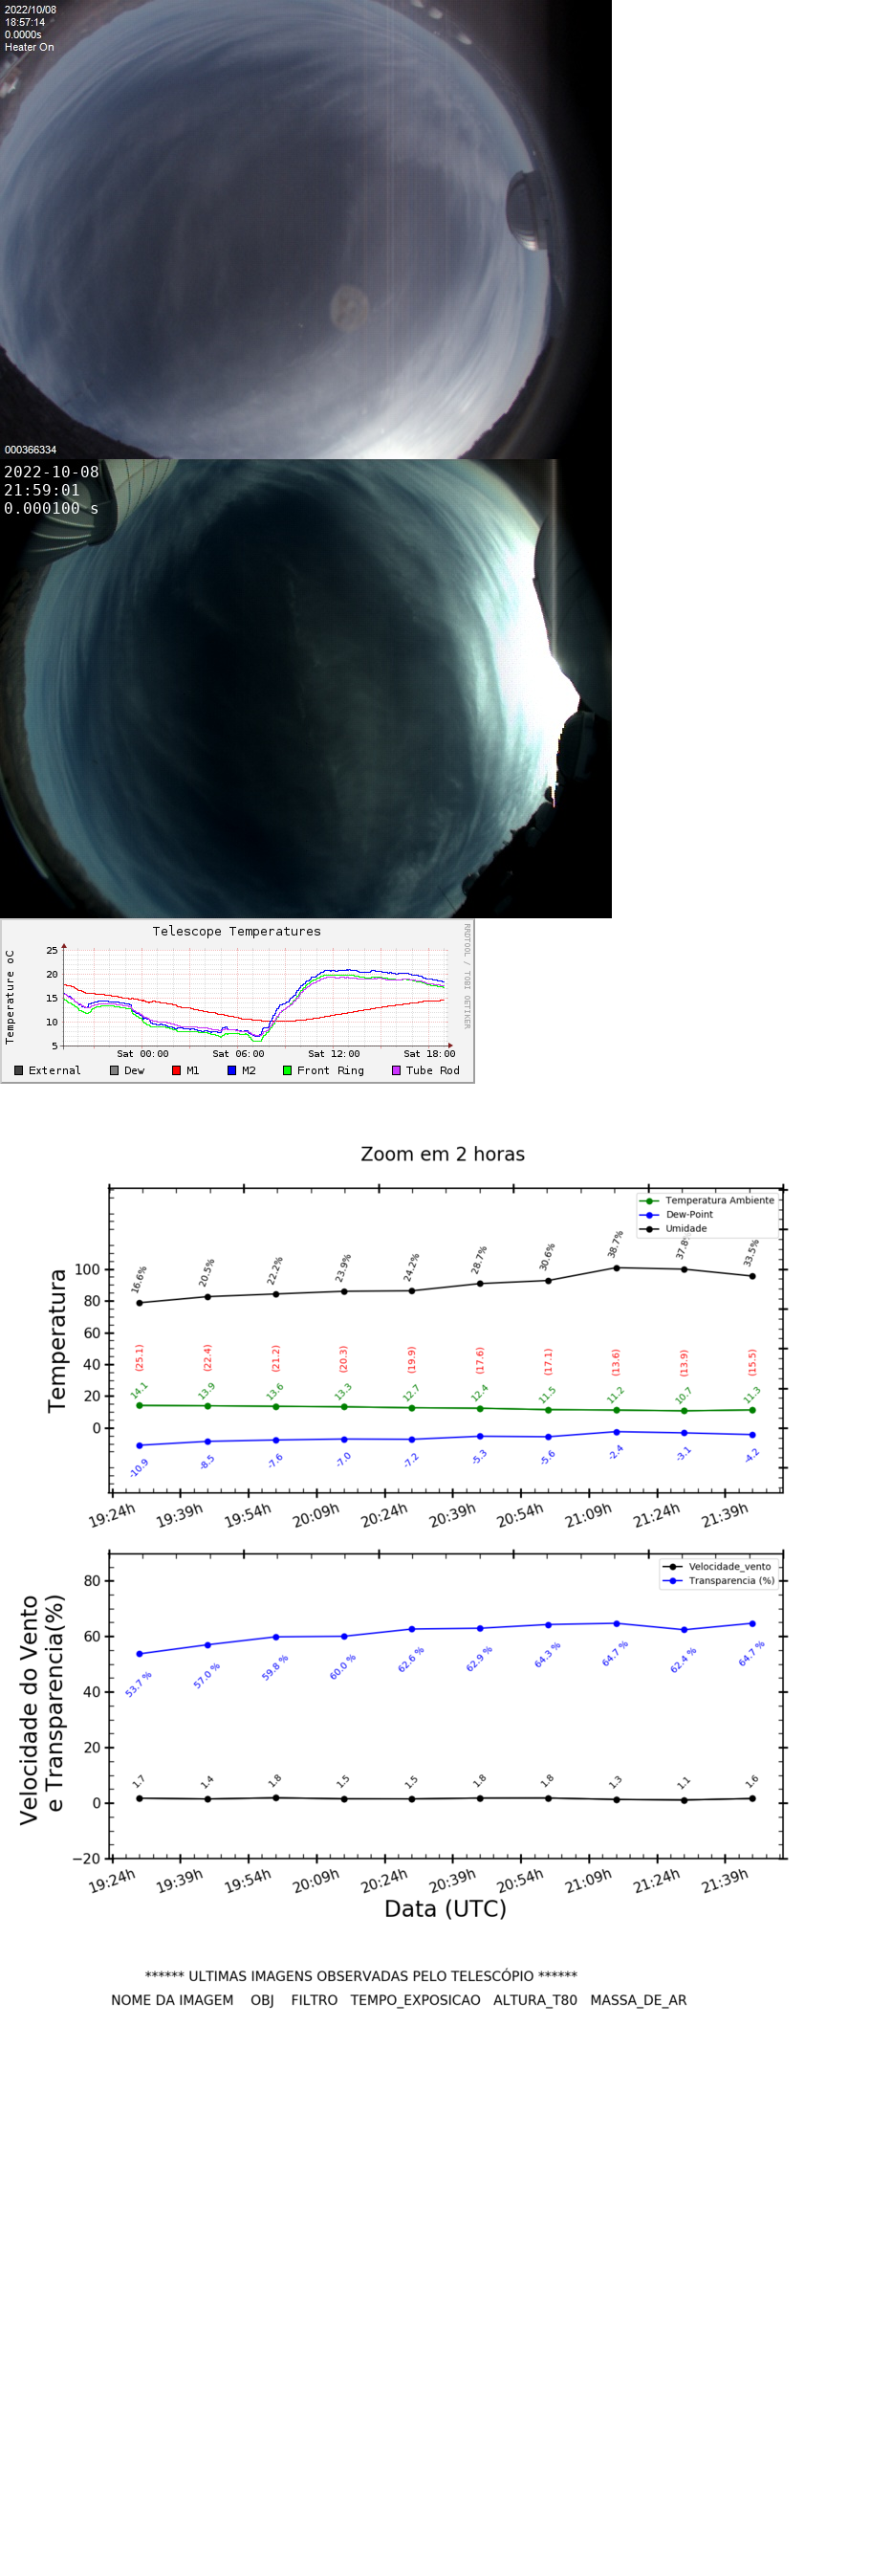 2022/10/08
18:57:14
0.0000s
Heater On
000366334
2022-10-08
21:59:01
0.000100 s
Telescope Temperatures
RRDTOOL / TOBI OETIKER
Temperature oC
25
20
15
10
5
Sat 00:00 Sat 06:00 Sat 12:00 Sat 18:00
External Dew M1 M2 Front Ring Tube Rod
Zoom em 2 horas
Temperatura Ambiente
Dew-Point
Umidade
Temperatura
100
80
60
40
20
0
16.6% 20.5% 22.2% 23.9% 24.2% 28.7% 30.6% 38.7% 37.8% 33.5%
(25.1) (22.4) (21.2) (20.3) (19.9) (17.6) (17.1) (13.6) (13.9) (15.5)
14.1 13.9 13.6 13.3 12.7 12.4 11.5 11.2 10.7 11.3
-10.9 -8.5 -7.6 -7.0 -7.2 -5.3 -5.6 -2.4 -3.1 -4.2
19:24h 19:39h 19:54h 20:09h 20:24h 20:39h 20:54h 21:09h 21:24h 21:39h
Velocidade_vento
Transparencia (%)
Velocidade do Vento
e Transparencia(%)
80
60
40
20
0
−20
53.7 % 57.0 % 59.8 % 60.0 % 62.6 % 62.9 % 64.3 % 64.7 % 62.4 % 64.7 %
1.7 1.4 1.8 1.5 1.5 1.8 1.8 1.3 1.1 1.6
19:24h 19:39h 19:54h 20:09h 20:24h 20:39h 20:54h 21:09h 21:24h 21:39h
Data (UTC)
****** ULTIMAS IMAGENS OBSERVADAS PELO TELESCÓPIO ******
NOME DA IMAGEM OBJ FILTRO TEMPO_EXPOSICAO ALTURA_T80 MASSA_DE_AR